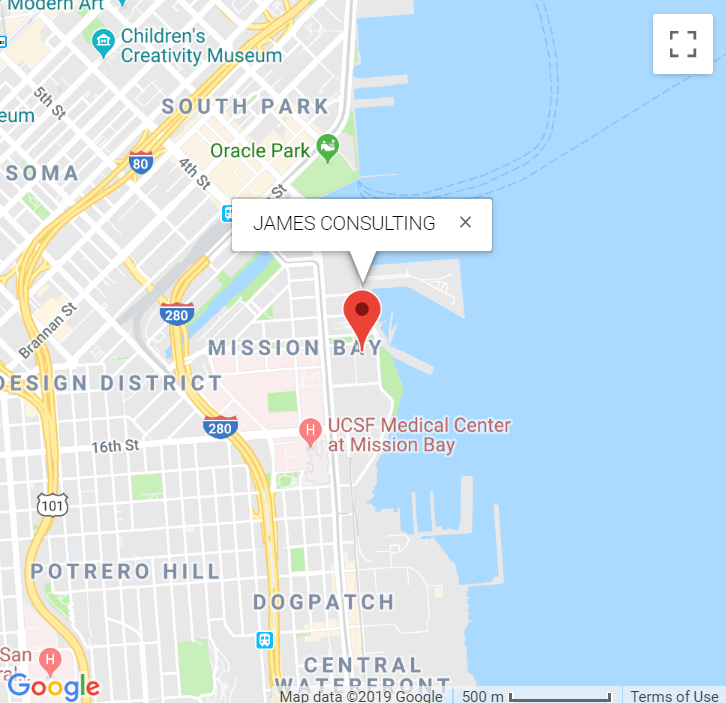 Modern Art
Children's
Creativity Museum
5th St
SOUTH PARK
eum
Oracle Park
80
SOMA
4th St
St
JAMES CONSULTING
280
Brannan St
MISSION BAY
DESIGN DISTRICT
280
H
UCSF Medical Center
at Mission Bay
16th St
101
POTRERO HILL
DOGPATCH
San
H
ral...
CENTRAL
WATERFRONT
Google
Map data ©2019 Google
500 m
Terms of Use